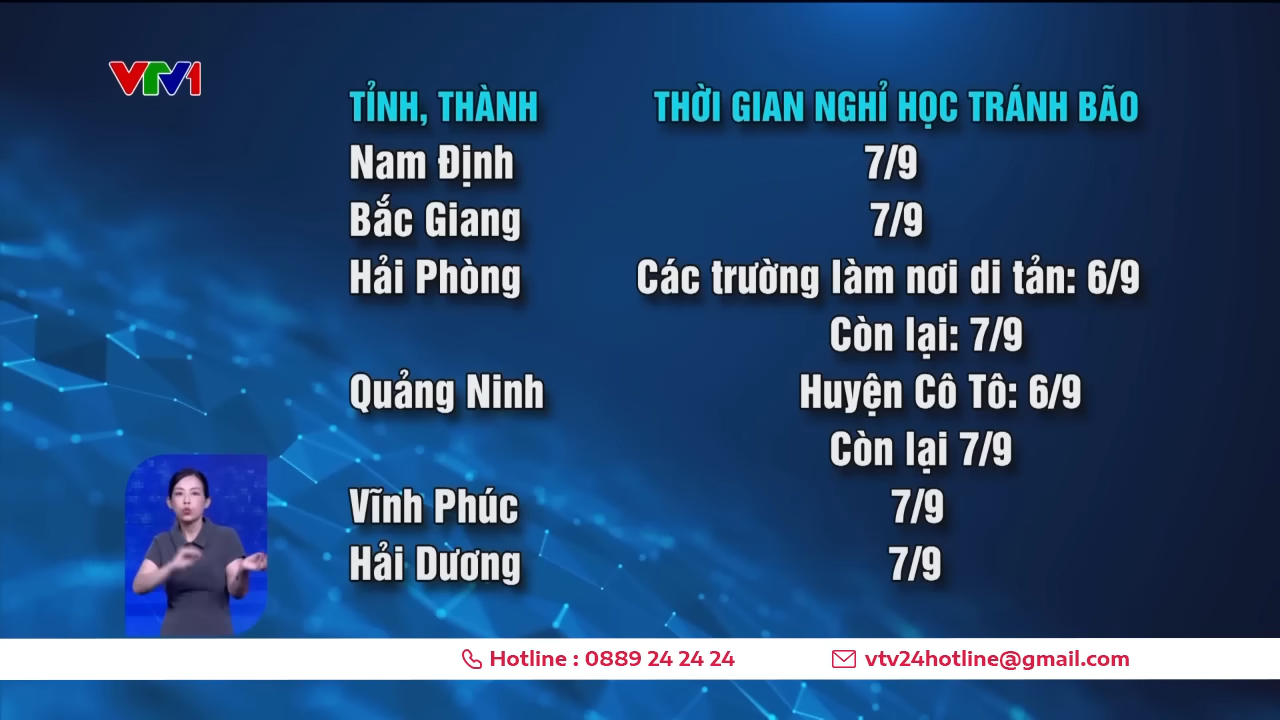 VTV1
TỈNH, THÀNH THỜI GIAN NGHỈ HỌC TRÁNH BÃO
Nam Định 7/9
Bắc Giang 7/9
Hải Phòng Các trường làm nơi di tản: 6/9
Còn lại: 7/9
Quảng Ninh Huyện Cô Tô: 6/9
Còn lại 7/9
Vĩnh Phúc 7/9
Hải Dương 7/9
Hotline : 0889 24 24 24 vtv24hotline@gmail.com